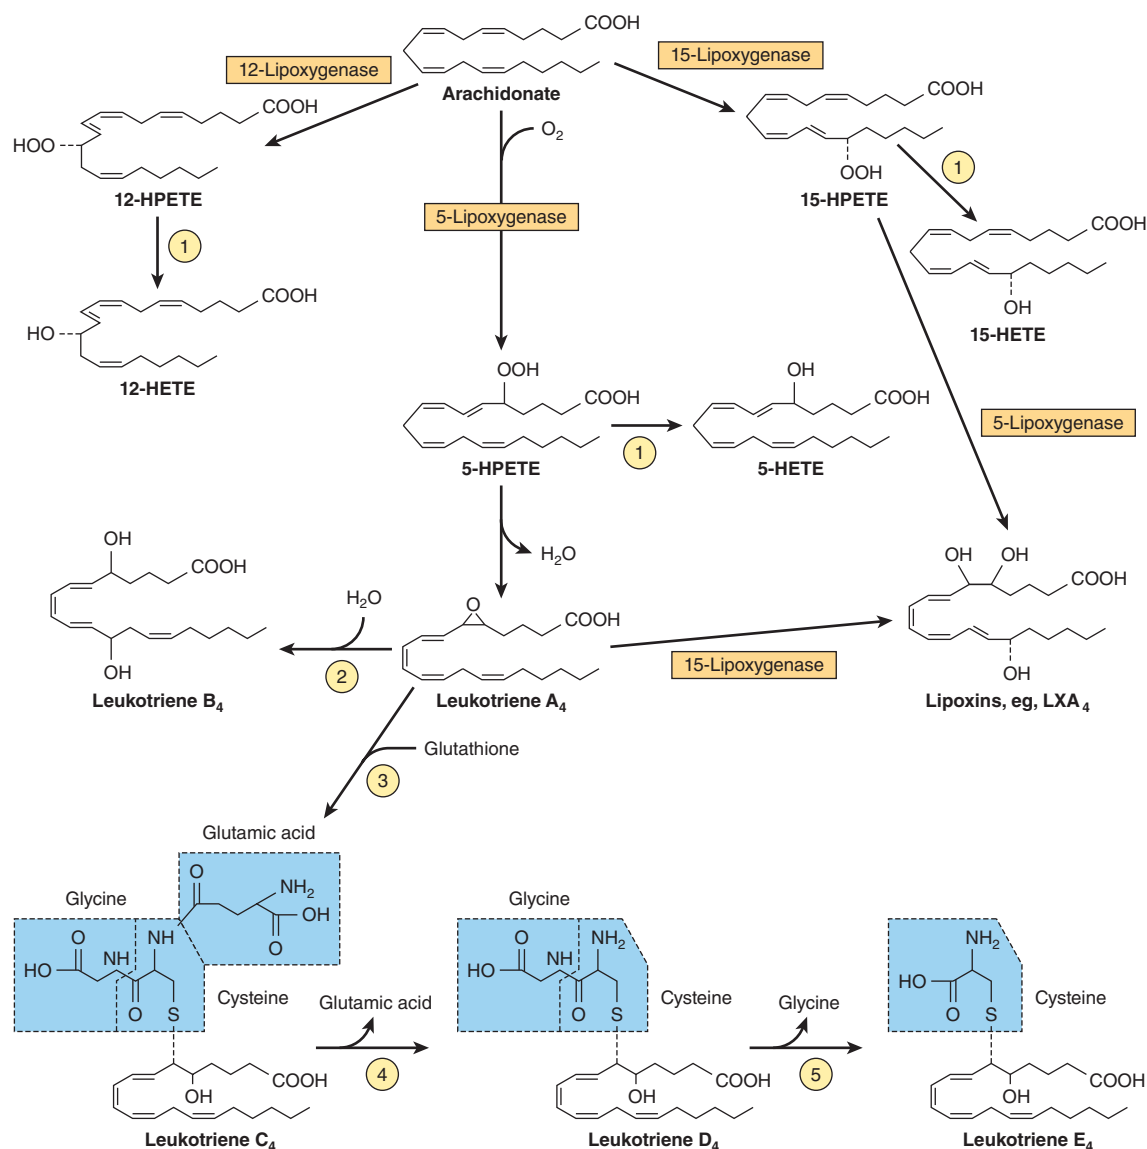 COOH
Arachidonate
12-Lipoxygenase
15-Lipoxygenase
O₂
COOH
HOO
12-HPETE
COOH
OOH
15-HPETE
1
5-Lipoxygenase
1
COOH
HO
12-HETE
COOH
OH
15-HETE
OOH
COOH
5-HPETE
1
OH
COOH
5-HETE
5-Lipoxygenase
H₂O
OH
COOH
OH
Leukotriene B₄
H₂O
2
O
COOH
Leukotriene A₄
15-Lipoxygenase
OH
OH
COOH
OH
Lipoxins, eg, LXA₄
Glutathione
3
Glutamic acid
O
NH₂
OH
O
Glycine
O
HO
NH
NH
O
S
Cysteine
OH
COOH
Leukotriene C₄
Glutamic acid
4
Glycine
O
HO
NH
NH₂
O
S
Cysteine
OH
COOH
Leukotriene D₄
Glycine
5
NH₂
HO
O
S
Cysteine
OH
COOH
Leukotriene E₄